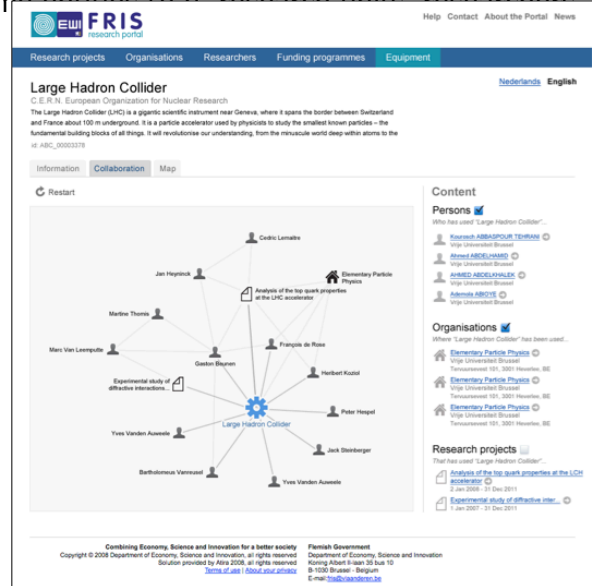 EWI FRIS
research portal
Help Contact About the Portal News
Research projects Organisations Researchers Funding programmes Equipment
Nederlands English
Large Hadron Collider
C.E.R.N. European Organization for Nuclear Research
The Large Hadron Collider (LHC) is a gigantic scientific instrument near Geneva, where it spans the border between Switzerland
and France about 100 m underground. It is a particle accelerator used by physicists to study the smallest known particles – the
fundamental building blocks of all things. It will revolutionise our understanding, from the minuscule world deep within atoms to the
id: ABC_00003378
Information Collaboration Map
Restart
Cedric Lemaitre
Jan Heyninck
Elementary Particle
Physics
Analysis of the top quark properties
at the LHC accelerator
Martine Thomis
Marc Van Leemputte
François de Rose
Gaston Beunen
Heribert Koziol
Experimental study of
diffractive interactions...
Peter Hespel
Large Hadron Collider
Yves Vanden Auweele
Jack Steinberger
Bartholomeus Vanreusel
Yves Vanden Auweele
Content
Persons
Who has used "Large Hadron Collider"...
Kourosch ABBASPOUR TEHRANI
Vrije Universiteit Brussel
Ahmed ABDELHAMID
Vrije Universiteit Brussel
AHMED ABDELKHALEK
Vrije Universiteit Brussel
Ademola ABIOYE
Vrije Universiteit Brussel
Organisations
Where "Large Hadron Collider" has been used...
Elementary Particle Physics
Vrije Universiteit Brussel
Tervuursevest 101, 3001 Heverlee, BE
Elementary Particle Physics
Vrije Universiteit Brussel
Tervuursevest 101, 3001 Heverlee, BE
Elementary Particle Physics
Vrije Universiteit Brussel
Tervuursevest 101, 3001 Heverlee, BE
Research projects
That has used "Large Hadron Collider"...
Analysis of the top quark properties at the LCH
accelerator
2 Jan 2008 - 31 Dec 2011
Experimental study of diffractive inter...
1 Jan 2007 - 31 Dec 2011
Combining Economy, Science and Innovation for a better society
Copyright © 2008 Department of Economy, Science and Innovation, all rights reserved
Solution provided by Atira 2008, all rights reserved
Terms of use | About your privacy
Flemish Government
Department of Economy, Science and Innovation
Koning Albert II-laan 35 bus 10
B-1030 Brussel - Belgium
E-mail:fris@vlaanderen.be